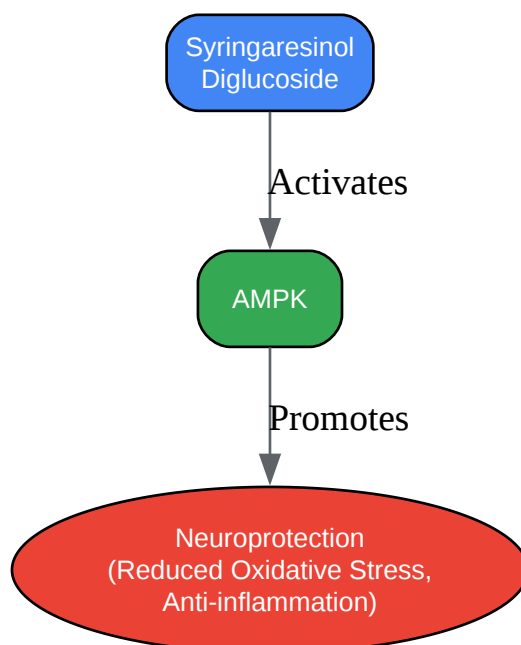 Syringaresinol
Diglucoside
Activates
AMPK
Promotes
Neuroprotection
(Reduced Oxidative Stress,
Anti-inflammation)